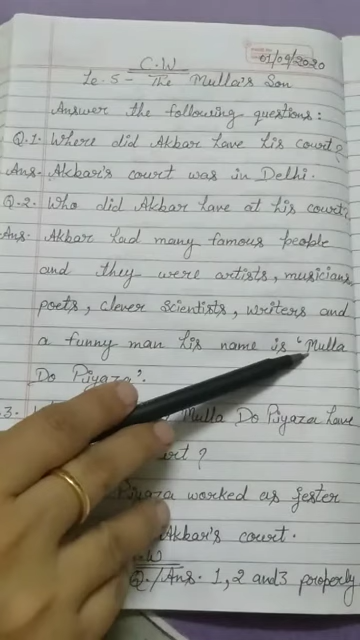 C.W
01/09/2020
Le. 5 - The Mulla's Son
Answer the following questions:
Q.1. Where did Akbar have his court?
Ans- Akbar's court was in Delhi.
Q.2. Who did Akbar have at his court?
Ans. Akbar had many famous people
and they were artists, musicians,
poets, clever scientists, writers and
a funny man his name is 'Mulla
Do Piyaza'.
3. Mulla Do Piyaza have
court?
Piyaza worked as jester
Akbar's court.
H.W
Q./Ans. 1, 2 and 3 properly